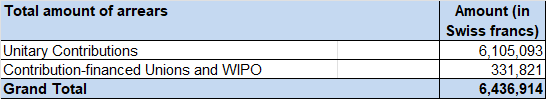 Total amount of arrears Amount (in Swiss francs)
Unitary Contributions 6,105,093
Contribution-financed Unions and WIPO 331,821
Grand Total 6,436,914